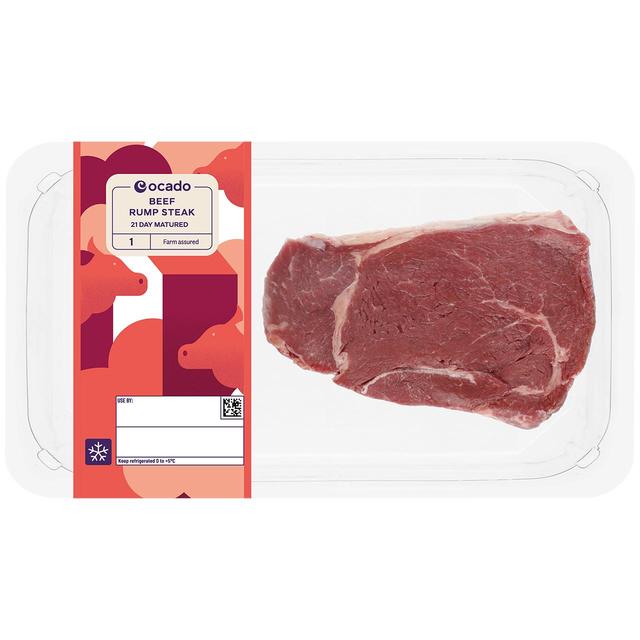 ocado
BEEF
RUMP STEAK
21 DAY MATURED
1 Farm assured
USE BY:
Keep refrigerated 0 to +5°C